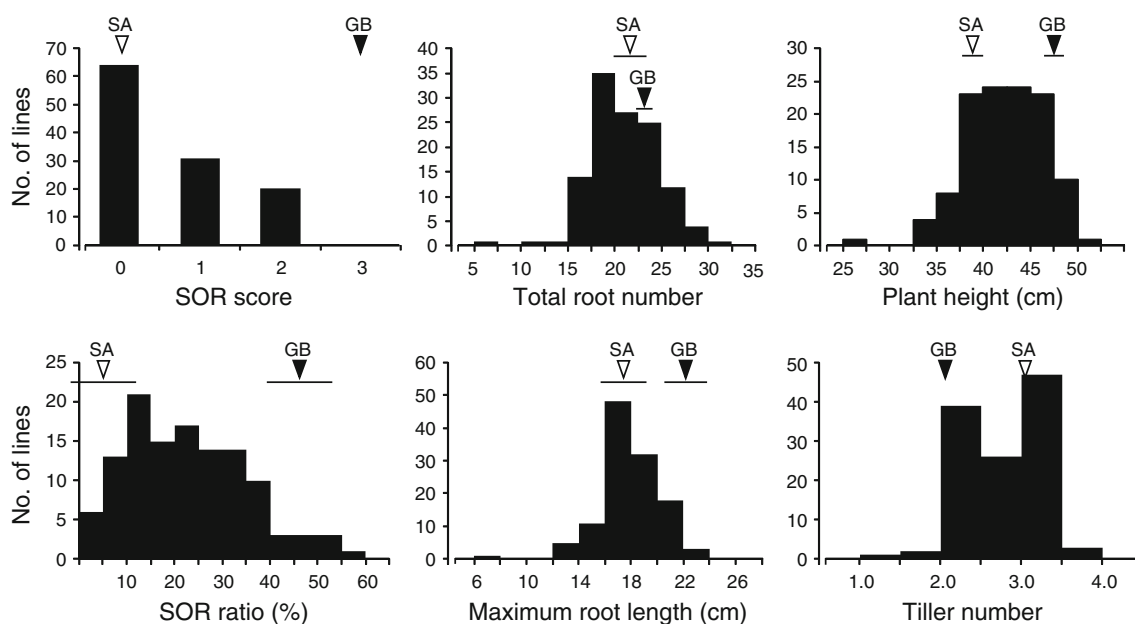 SA GB
70
60
50
40
30
20
10
0
No. of lines
0 1 2 3
SOR score
SA
GB
40
35
30
25
20
15
10
5
0
5 10 15 20 25 30 35
Total root number
SA GB
30
25
20
15
10
5
0
25 30 35 40 45 50
Plant height (cm)
SA GB
25
20
15
10
5
0
No. of lines
10 20 30 40 50 60
SOR ratio (%)
SA GB
60
50
40
30
20
10
0
6 10 14 18 22 26
Maximum root length (cm)
GB SA
50
40
30
20
10
0
1.0 2.0 3.0 4.0
Tiller number